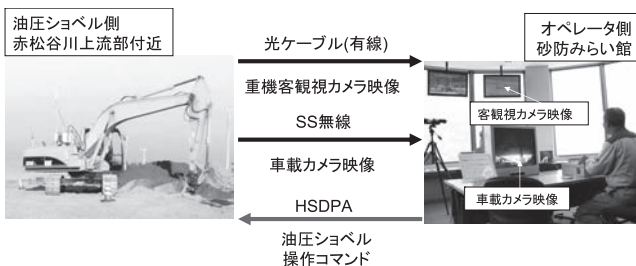 油圧ショベル側
赤松谷川上流部付近
光ケーブル(有線)
重機客観視カメラ映像
SS無線
車載カメラ映像
HSDPA
油圧ショベル
操作コマンド
オペレータ側
砂防みらい館
客観視カメラ映像
車載カメラ映像